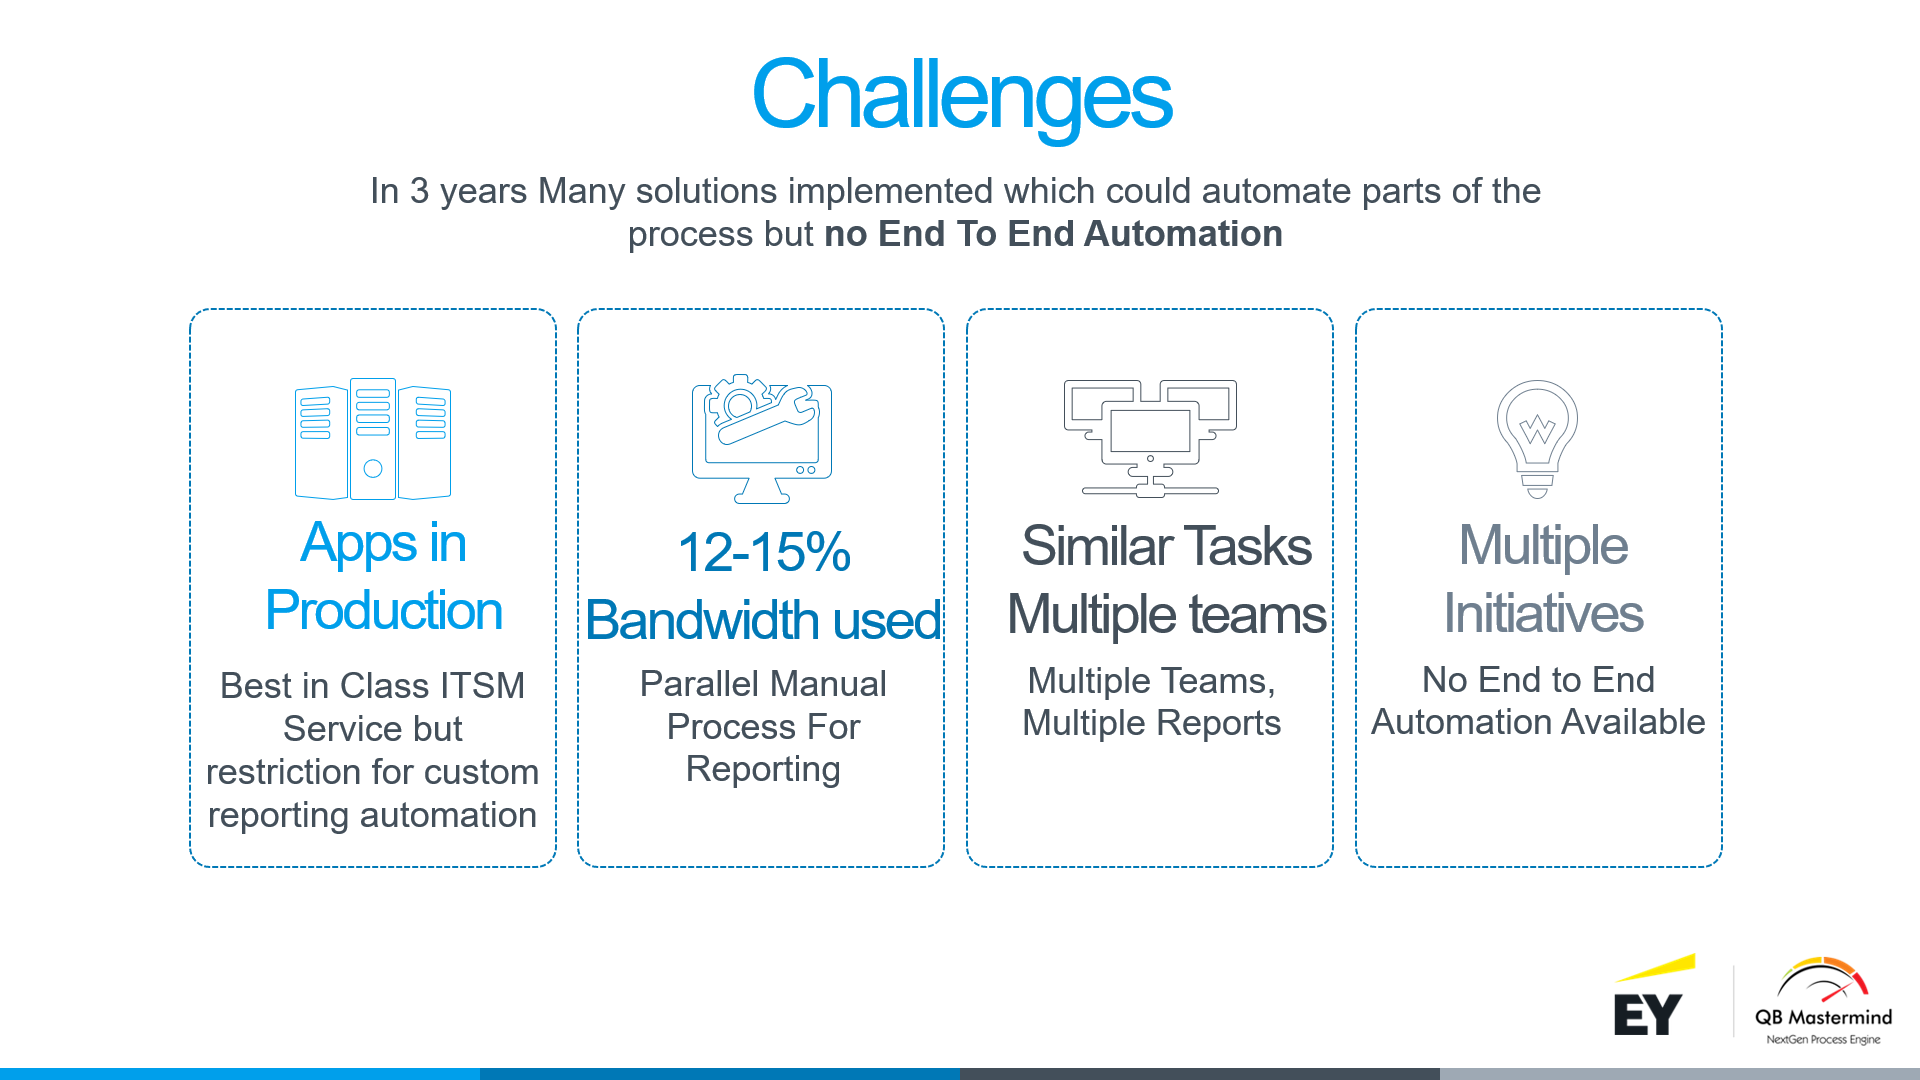 Challenges
In 3 years Many solutions implemented which could automate parts of the
process but no End To End Automation
Apps in
Production
Best in Class ITSM
Service but
restriction for custom
reporting automation
12-15%
Bandwidth used
Parallel Manual
Process For
Reporting
Similar Tasks
Multiple teams
Multiple Teams,
Multiple Reports
Multiple
Initiatives
No End to End
Automation Available
EY
QB Mastermind
NextGen Process Engine